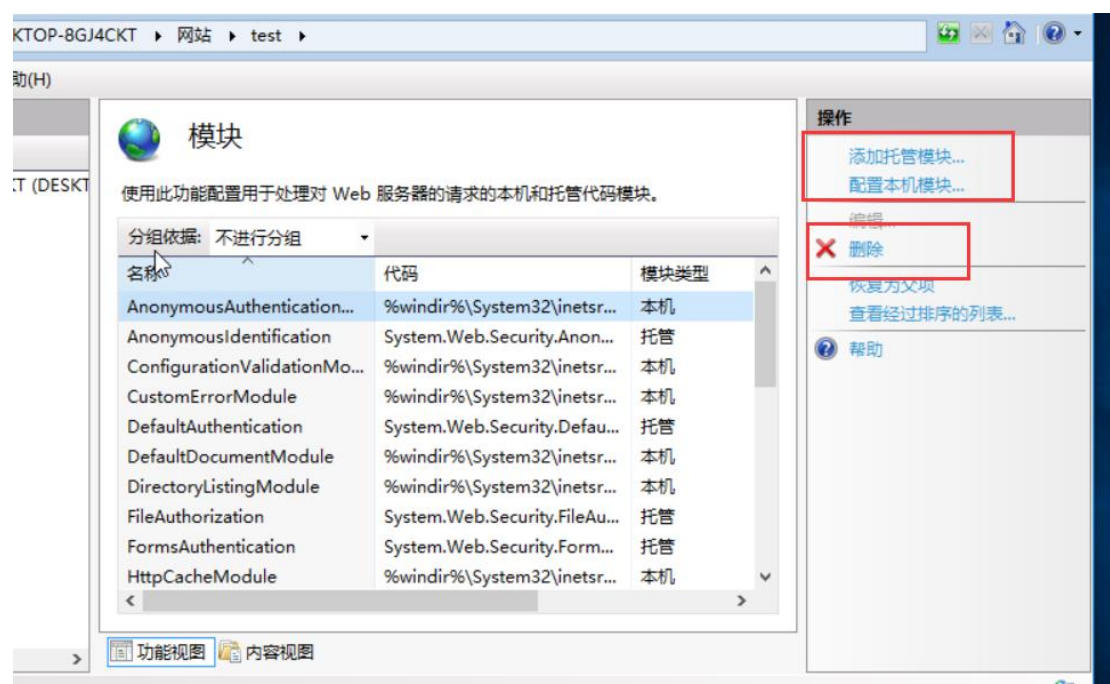 KTOP-8GJ4CKT ▸ 网站 ▸ test ▸
助(H)
KT (DESKT
模块
使用此功能配置用于处理对 Web 服务器的请求的本机和托管代码模块。
分组依据: 不进行分组
名称 代码 模块类型
AnonymousAuthentication... %windir%\System32\inetsr... 本机
AnonymousIdentification System.Web.Security.Anon... 托管
ConfigurationValidationMo... %windir%\System32\inetsr... 本机
CustomErrorModule %windir%\System32\inetsr... 本机
DefaultAuthentication System.Web.Security.Defau... 托管
DefaultDocumentModule %windir%\System32\inetsr... 本机
DirectoryListingModule %windir%\System32\inetsr... 本机
FileAuthorization System.Web.Security.FileAu... 托管
FormsAuthentication System.Web.Security.Form... 托管
HttpCacheModule %windir%\System32\inetsr... 本机
功能视图 内容视图
操作
添加托管模块...
配置本机模块...
编辑...
删除
恢复为父项
查看经过排序的列表...
帮助